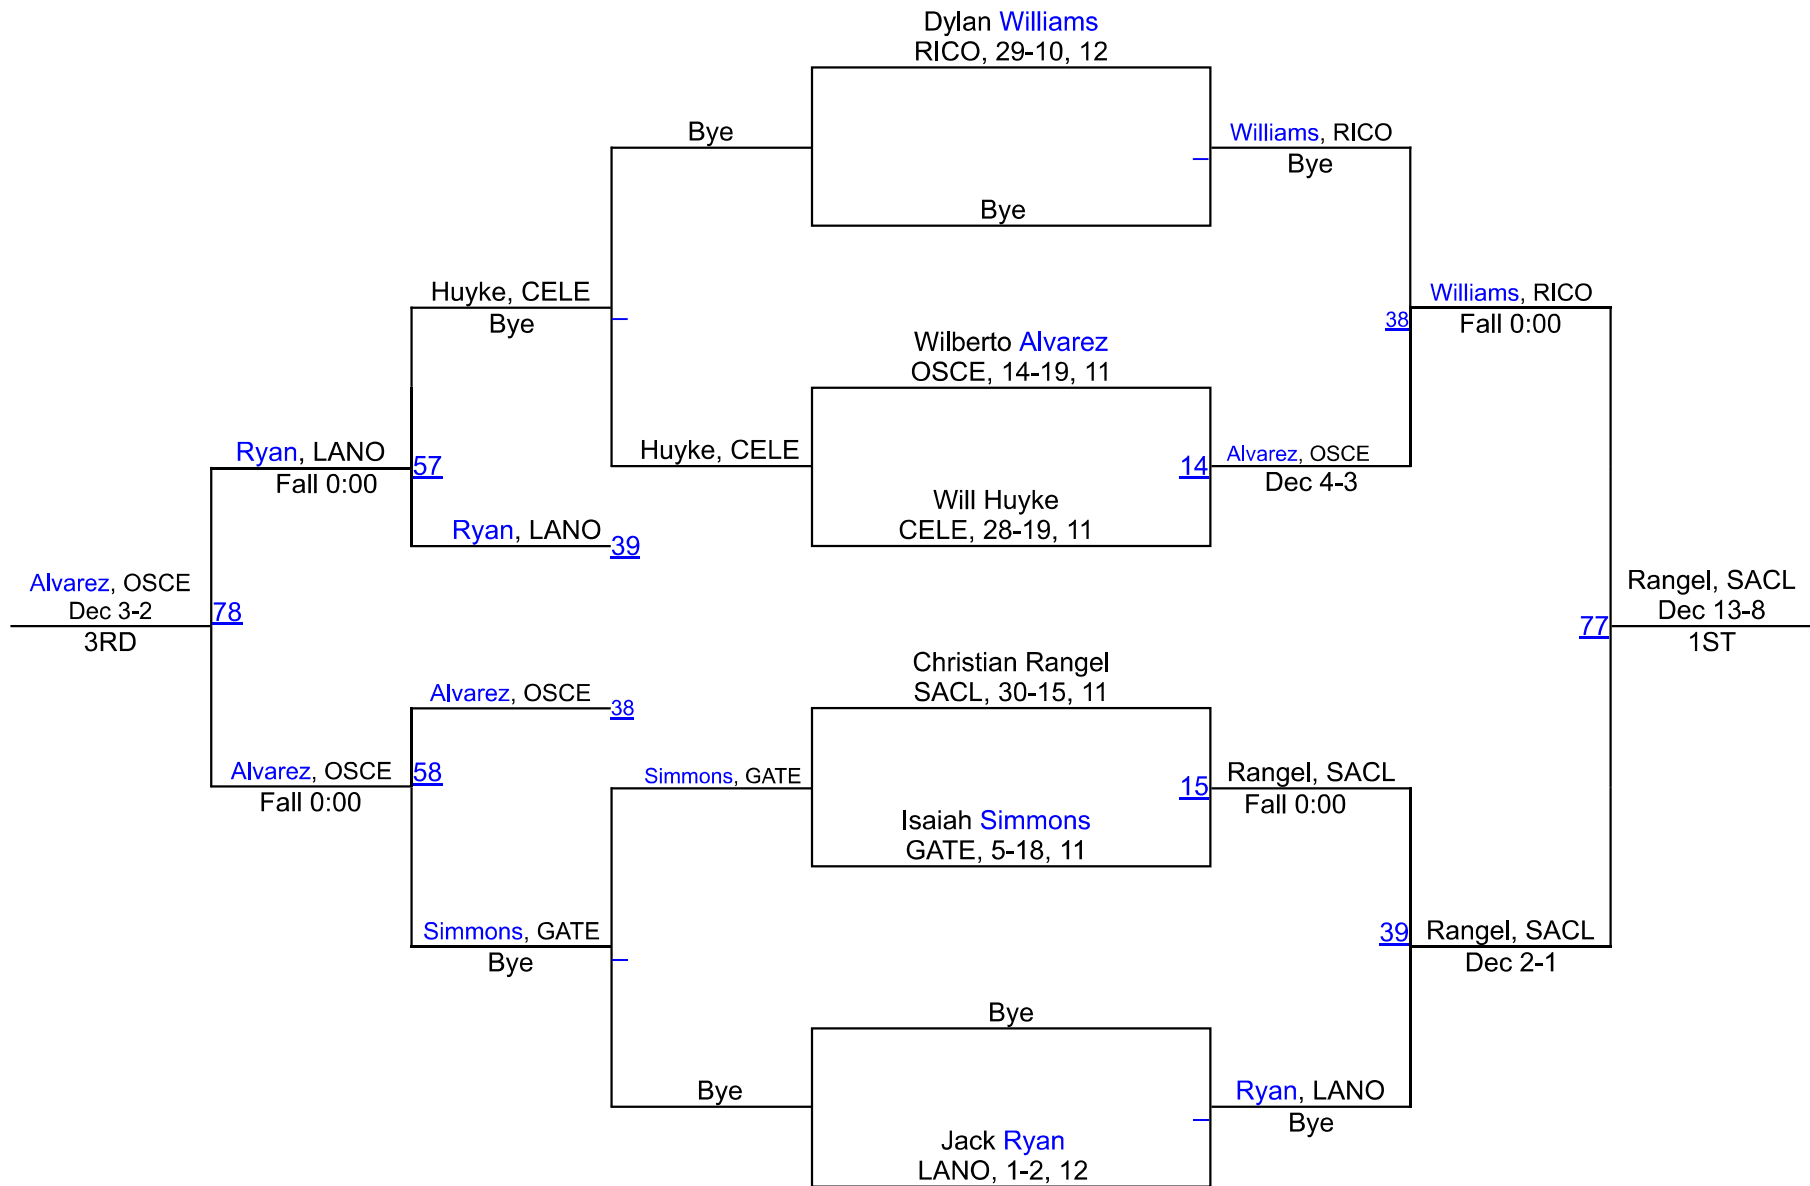 Dylan Williams
RICO, 29-10, 12
Bye
Williams, RICO
Bye
Bye
Huyke, CELE
Bye
Williams, RICO
38
Fall 0:00
Wilberto Alvarez
OSCE, 14-19, 11
Ryan, LANO
57
Fall 0:00
Huyke, CELE
14
Alvarez, OSCE
Dec 4-3
Will Huyke
CELE, 28-19, 11
Ryan, LANO
39
Alvarez, OSCE
Dec 3-2
78
3RD
Rangel, SACL
Dec 13-8
77
1ST
Christian Rangel
SACL, 30-15, 11
Alvarez, OSCE
38
Alvarez, OSCE
58
Fall 0:00
Simmons, GATE
15
Rangel, SACL
Fall 0:00
Isaiah Simmons
GATE, 5-18, 11
Simmons, GATE
Bye
39
Rangel, SACL
Dec 2-1
Bye
Bye
Ryan, LANO
Bye
Jack Ryan
LANO, 1-2, 12